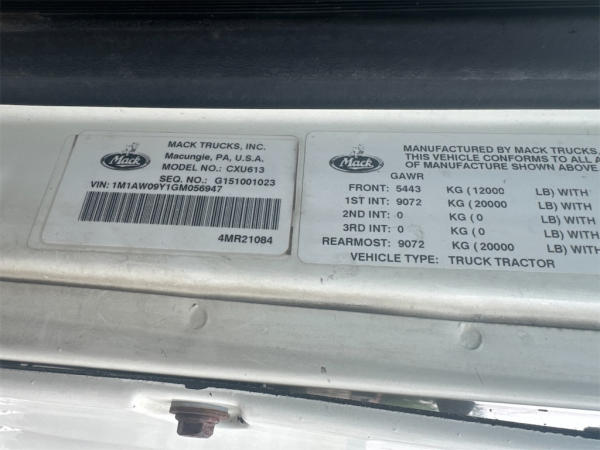 Mack
MACK TRUCKS, INC.
Macungie, PA, U.S.A.
MODEL NO.: CXU613
SEQ. NO.: G151001023
VIN: 1M1AW09Y1GM056947
4MR21084
Mack
MANUFACTURED BY MACK TRUCKS,
THIS VEHICLE CONFORMS TO ALL A
OF MANUFACTURE SHOWN ABOVE
GAWR
FRONT: 5443 KG ( 12000 LB) WITH
1ST INT: 9072 KG ( 20000 LB) WITH
2ND INT: 0 KG ( 0 LB) WITH
3RD INT: 0 KG ( 0 LB) WITH
REARMOST: 9072 KG ( 20000 LB) WITH
VEHICLE TYPE: TRUCK TRACTOR